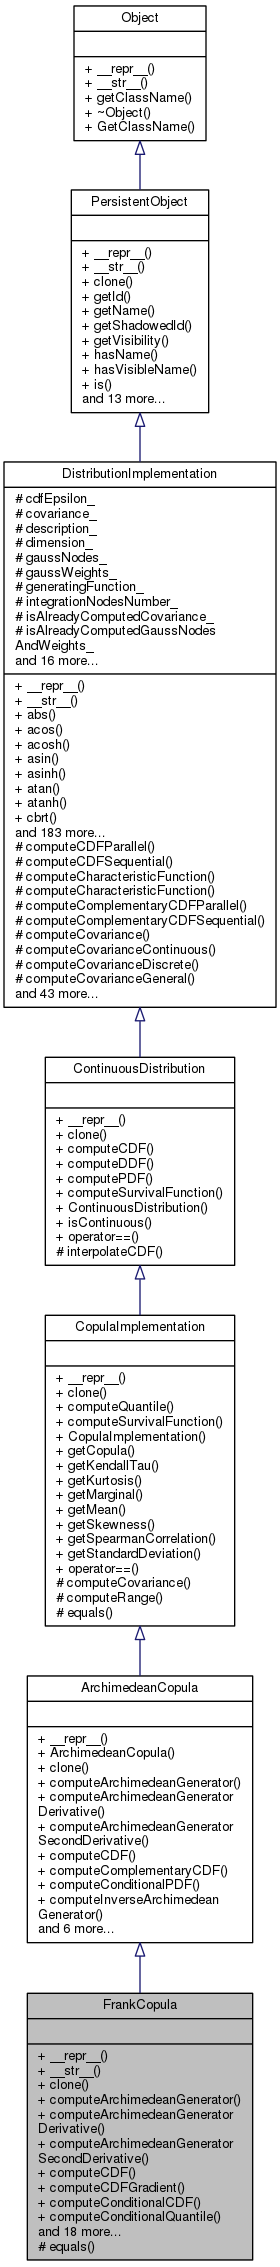 Object
+ __repr__()
+ __str__()
+ getClassName()
+ ~Object()
+ GetClassName()
PersistentObject
+ __repr__()
+ __str__()
+ clone()
+ getId()
+ getName()
+ getShadowedId()
+ getVisibility()
+ hasName()
+ hasVisibleName()
+ is()
and 13 more...
DistributionImplementation
# cdfEpsilon_
# covariance_
# description_
# dimension_
# gaussNodes_
# gaussWeights_
# generatingFunction_
# integrationNodesNumber_
# isAlreadyComputedCovariance_
# isAlreadyComputedGaussNodes
AndWeights_
and 16 more...
+ __repr__()
+ __str__()
+ abs()
+ acos()
+ acosh()
+ asin()
+ asinh()
+ atan()
+ atanh()
+ cbrt()
and 183 more...
# computeCDFParallel()
# computeCDFSequential()
# computeCharacteristicFunction()
# computeCharacteristicFunction()
# computeComplementaryCDFParallel()
# computeComplementaryCDFSequential()
# computeCovariance()
# computeCovarianceContinuous()
# computeCovarianceDiscrete()
# computeCovarianceGeneral()
and 43 more...
ContinuousDistribution
+ __repr__()
+ clone()
+ computeCDF()
+ computeDDF()
+ computePDF()
+ computeSurvivalFunction()
+ ContinuousDistribution()
+ isContinuous()
+ operator==()
# interpolateCDF()
CopulaImplementation
+ __repr__()
+ clone()
+ computeQuantile()
+ computeSurvivalFunction()
+ CopulaImplementation()
+ getCopula()
+ getKendallTau()
+ getKurtosis()
+ getMarginal()
+ getMean()
+ getSkewness()
+ getSpearmanCorrelation()
+ getStandardDeviation()
+ operator==()
# computeCovariance()
# computeRange()
# equals()
ArchimedeanCopula
+ __repr__()
+ ArchimedeanCopula()
+ clone()
+ computeArchimedeanGenerator()
+ computeArchimedeanGenerator
Derivative()
+ computeArchimedeanGenerator
SecondDerivative()
+ computeCDF()
+ computeComplementaryCDF()
+ computeConditionalPDF()
+ computeInverseArchimedean
Generator()
and 6 more...
FrankCopula
+ __repr__()
+ __str__()
+ clone()
+ computeArchimedeanGenerator()
+ computeArchimedeanGenerator
Derivative()
+ computeArchimedeanGenerator
SecondDerivative()
+ computeCDF()
+ computeCDFGradient()
+ computeConditionalCDF()
+ computeConditionalQuantile()
and 18 more...
# equals()